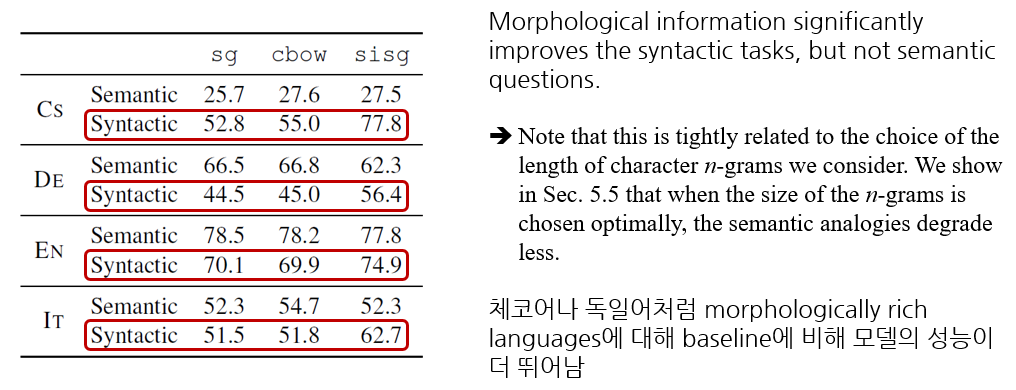 sg cbow sisg
Cs Semantic 25.7 27.6 27.5
Syntactic 52.8 55.0 77.8
De Semantic 66.5 66.8 62.3
Syntactic 44.5 45.0 56.4
En Semantic 78.5 78.2 77.8
Syntactic 70.1 69.9 74.9
It Semantic 52.3 54.7 52.3
Syntactic 51.5 51.8 62.7
Morphological information significantly
improves the syntactic tasks, but not semantic
questions.
➔ Note that this is tightly related to the choice of the
length of character n-grams we consider. We show
in Sec. 5.5 that when the size of the n-grams is
chosen optimally, the semantic analogies degrade
less.
체코어나 독일어처럼 morphologically rich
languages에 대해 baseline에 비해 모델의 성능이
더 뛰어남